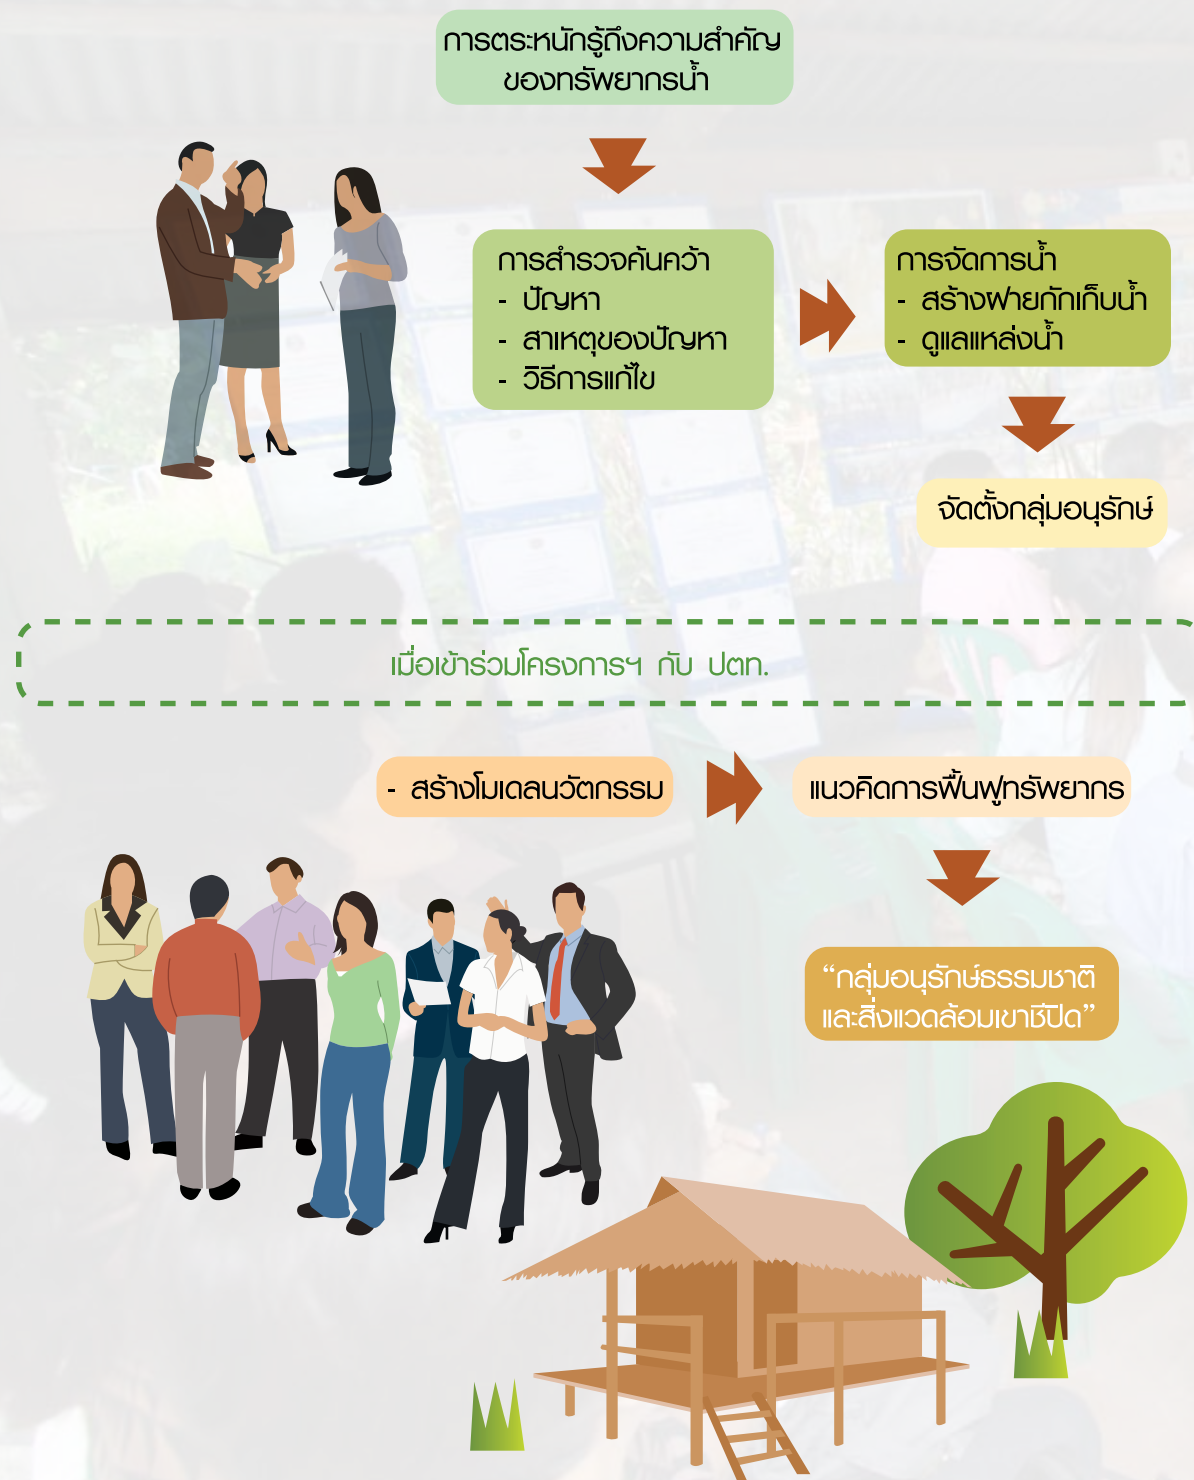 การตระหนักรู้ถึงความสำคัญ
ของทรัพยากรน้ำ
การสำรวจค้นคว้า
- ปัญหา
- สาเหตุของปัญหา
- วิธีการแก้ไข
การจัดการน้ำ
- สร้างฝายกักเก็บน้ำ
- ดูแลแหล่งน้ำ
จัดตั้งกลุ่มอนุรักษ์
เมื่อเข้าร่วมโครงการฯ กับ ปตท.
- สร้างโมเดลนวัตกรรม
แนวคิดการฟื้นฟูทรัพยากร
“กลุ่มอนุรักษ์ธรรมชาติ
และสิ่งแวดล้อมเขาชีปิด”